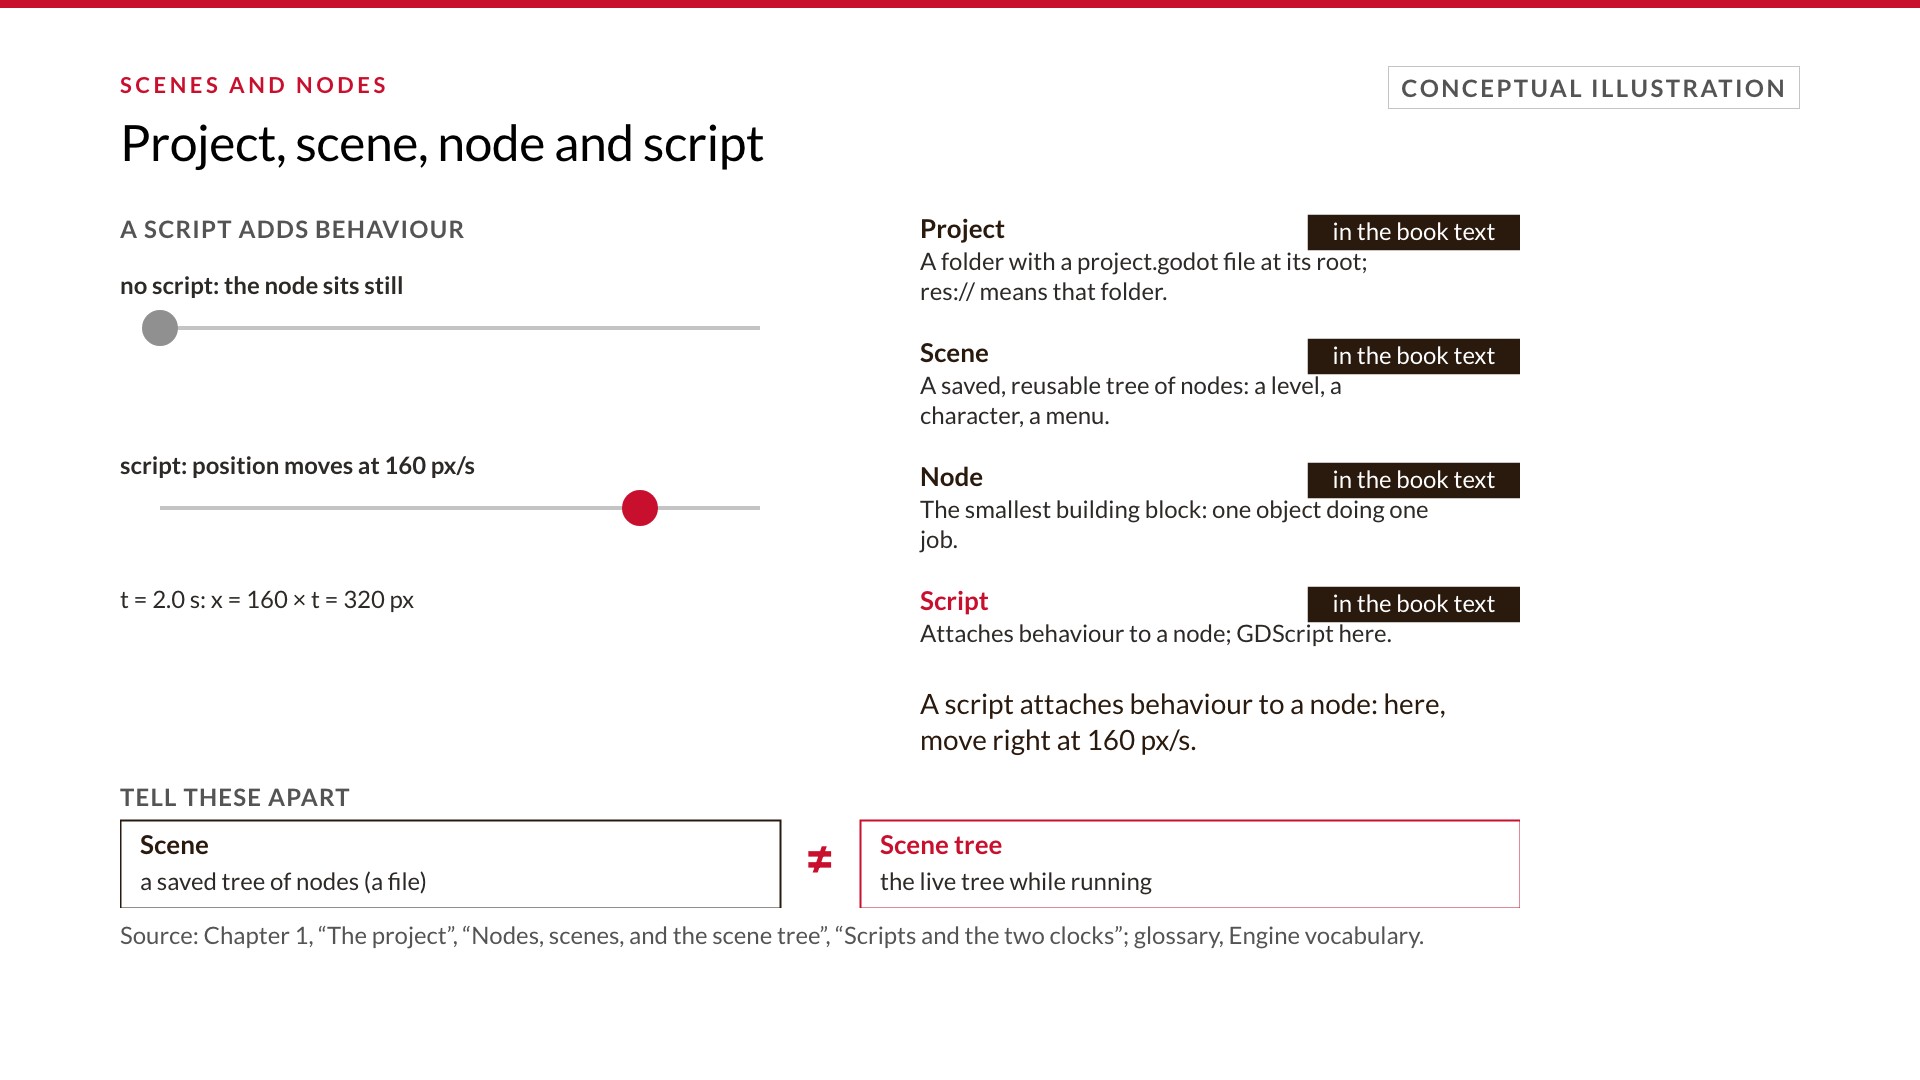 SCENES AND NODES
CONCEPTUAL ILLUSTRATION
Project, scene, node and script
A SCRIPT ADDS BEHAVIOUR
no script: the node sits still
script: position moves at 160 px/s
t = 2.0 s: x = 160 × t = 320 px
Project
in the book text
A folder with a project.godot file at its root;
res:// means that folder.
Scene
in the book text
A saved, reusable tree of nodes: a level, a
character, a menu.
Node
in the book text
The smallest building block: one object doing one
job.
Script
in the book text
Attaches behaviour to a node; GDScript here.
A script attaches behaviour to a node: here,
move right at 160 px/s.
TELL THESE APART
Scene
a saved tree of nodes (a file)
≠
Scene tree
the live tree while running
Source: Chapter 1, “The project”, “Nodes, scenes, and the scene tree”, “Scripts and the two clocks”; glossary, Engine vocabulary.